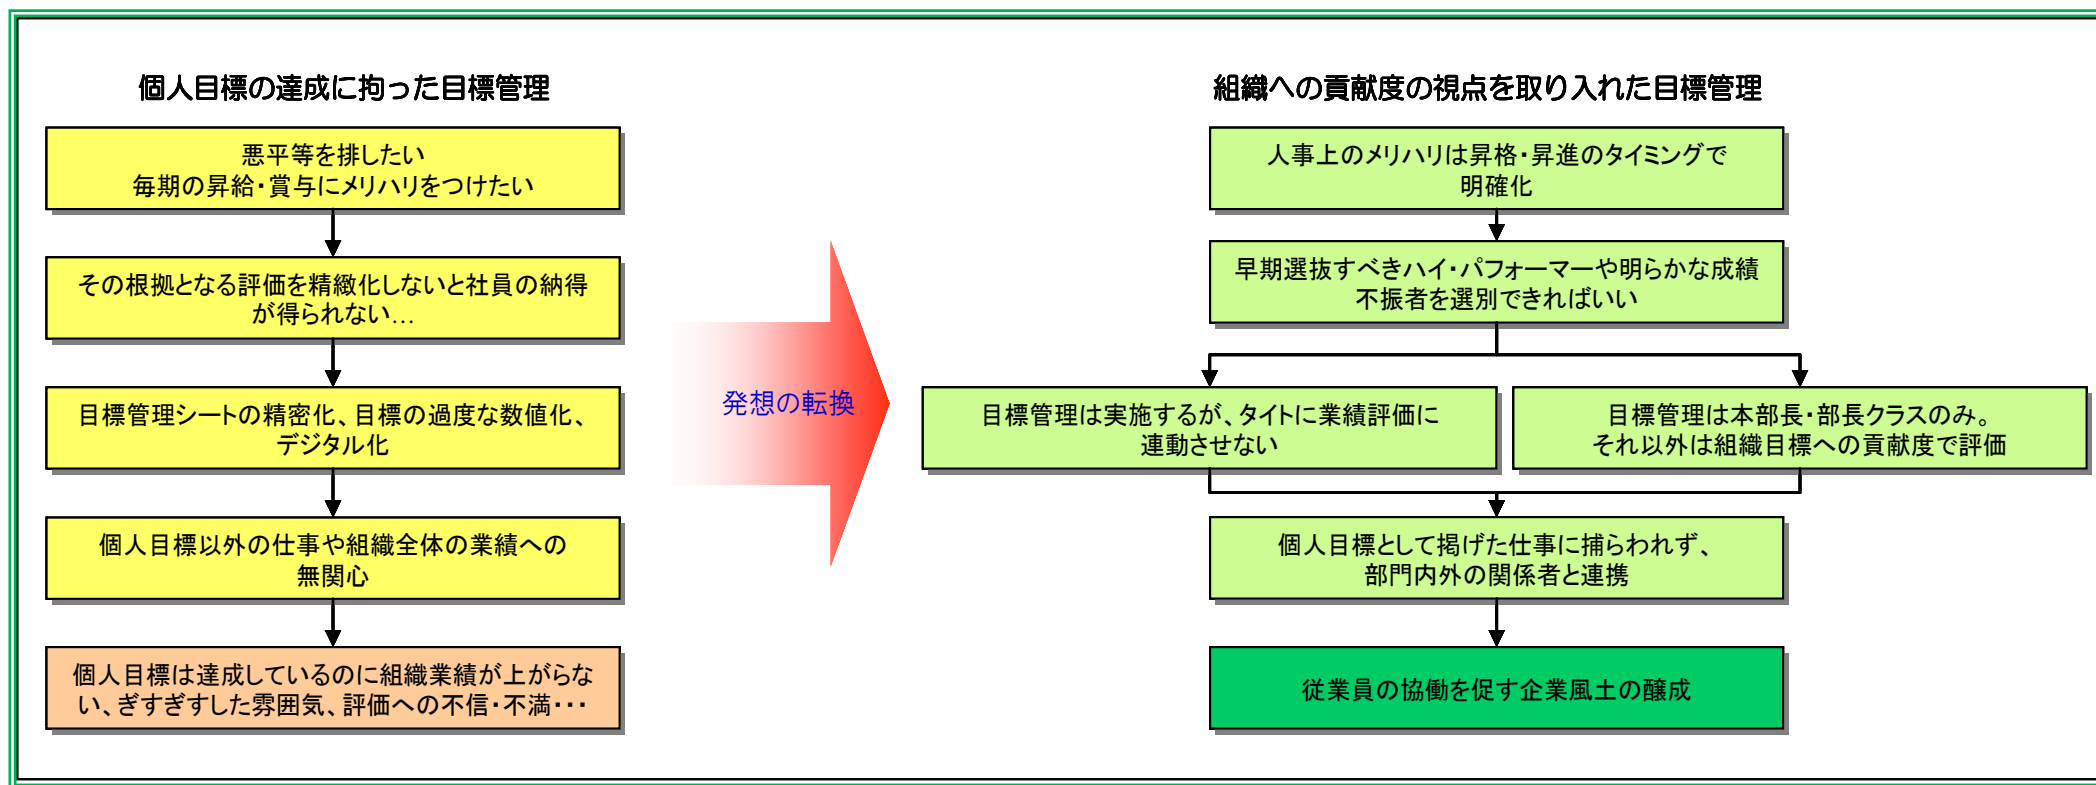 個人目標の達成に拘った目標管理
悪平等を排したい
毎期の昇給・賞与にメリハリをつけたい
その根拠となる評価を精緻化しないと社員の納得
が得られない…
目標管理シートの精密化、目標の過度な数値化、
デジタル化
個人目標以外の仕事や組織全体の業績への
無関心
個人目標は達成しているのに組織業績が上がらな
い、ぎすぎすした雰囲気、評価への不信・不満・・・
発想の転換
組織への貢献度の視点を取り入れた目標管理
人事上のメリハリは昇格・昇進のタイミングで
明確化
早期選抜すべきハイ・パフォーマーや明らかな成績
不振者を選別できればいい
目標管理は実施するが、タイトに業績評価に
連動させない
目標管理は本部長・部長クラスのみ。
それ以外は組織目標への貢献度で評価
個人目標として掲げた仕事に捕らわれず、
部門内外の関係者と連携
従業員の協働を促す企業風土の醸成